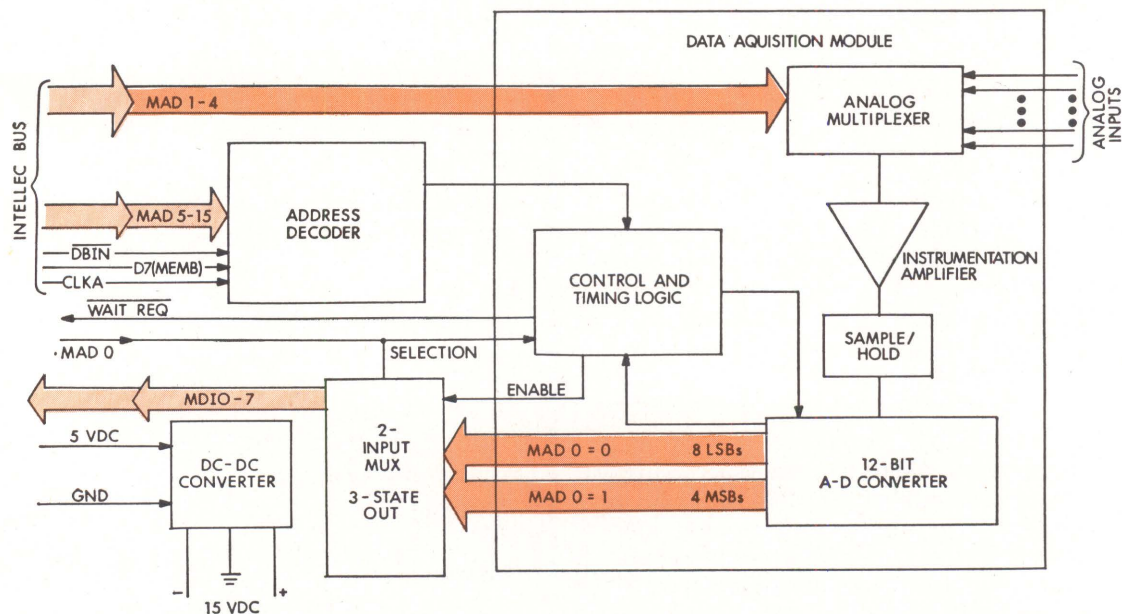 DATA AQUISITION MODULE
MAD 1-4
ANALOG
MULTIPLEXER
ANALOG
INPUTS
INTELLEC BUS
MAD 5-15
ADDRESS
DECODER
DBIN
D7(MEMB)
CLKA
WAIT REQ
MAD 0
SELECTION
CONTROL AND
TIMING LOGIC
INSTRUMENTATION
AMPLIFIER
SAMPLE/
HOLD
ENABLE
MDIO-7
2-
INPUT
MUX
3-STATE
OUT
MAD 0 = 0
8 LSBs
MAD 0 = 1
4 MSBs
12-BIT
A-D CONVERTER
5 VDC
GND
DC-DC
CONVERTER
-
+
15 VDC